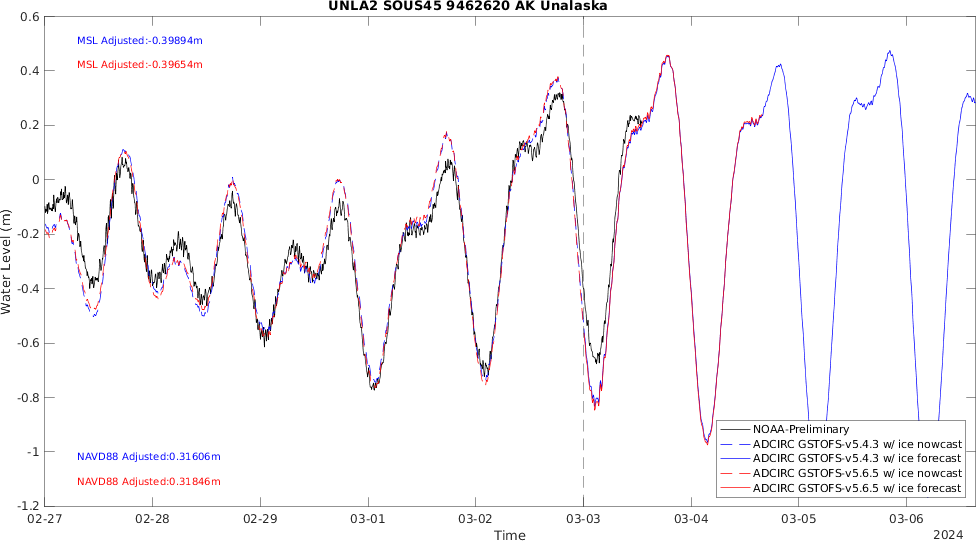 UNLA2 SOUS45 9462620 AK Unalaska
0.6
MSL Adjusted:-0.39894m
MSL Adjusted:-0.39654m
0.4
0.2
0
-0.2
-0.4
-0.6
-0.8
-1
-1.2
Water Level (m)
NAVD88 Adjusted:0.31606m
NAVD88 Adjusted:0.31846m
NOAA-Preliminary
ADCIRC GSTOFS-v5.4.3 w/ ice nowcast
ADCIRC GSTOFS-v5.4.3 w/ ice forecast
ADCIRC GSTOFS-v5.6.5 w/ ice nowcast
ADCIRC GSTOFS-v5.6.5 w/ ice forecast
02-27 02-28 02-29 03-01 03-02 03-03 03-04 03-05 03-06
Time
2024